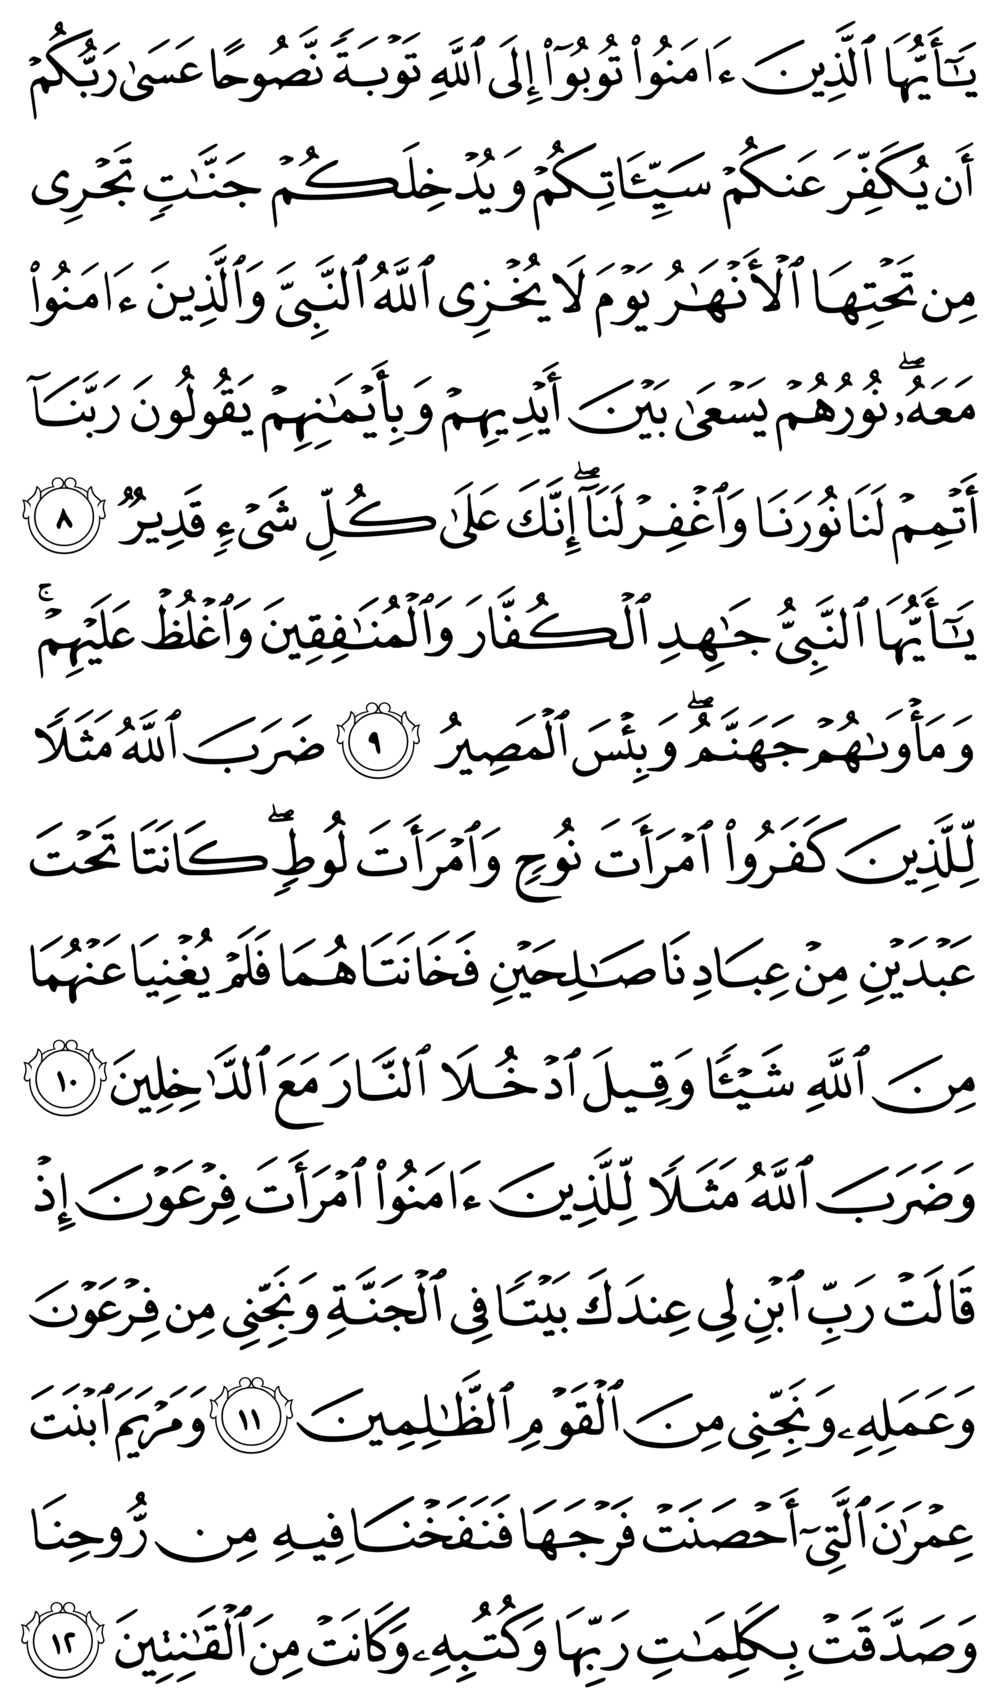 يَـٰٓأَيُّهَا ٱلَّذِينَ ءَامَنُوا۟ تُوبُوٓا۟ إِلَى ٱللَّهِ تَوْبَةً نَّصُوحًا عَسَىٰ رَبُّكُمْ
أَن يُكَفِّرَ عَنكُمْ سَيِّـَٔاتِكُمْ وَيُدْخِلَكُمْ جَنَّـٰتٍ تَجْرِى
مِن تَحْتِهَا ٱلْأَنْهَـٰرُ يَوْمَ لَا يُخْزِى ٱللَّهُ ٱلنَّبِىَّ وَٱلَّذِينَ ءَامَنُوا۟
مَعَهُۥ ۖ نُورُهُمْ يَسْعَىٰ بَيْنَ أَيْدِيهِمْ وَبِأَيْمَـٰنِهِمْ يَقُولُونَ رَبَّنَآ
أَتْمِمْ لَنَا نُورَنَا وَٱغْفِرْ لَنَآ ۖ إِنَّكَ عَلَىٰ كُلِّ شَىْءٍ قَدِيرٌ ٨
يَـٰٓأَيُّهَا ٱلنَّبِىُّ جَـٰهِدِ ٱلْكُفَّارَ وَٱلْمُنَـٰفِقِينَ وَٱغْلُظْ عَلَيْهِمْ ۚ
وَمَأْوَىٰهُمْ جَهَنَّمُ ۖ وَبِئْسَ ٱلْمَصِيرُ ٩ ضَرَبَ ٱللَّهُ مَثَلًا
لِّلَّذِينَ كَفَرُوا۟ ٱمْرَأَتَ نُوحٍ وَٱمْرَأَتَ لُوطٍ ۖ كَانَتَا تَحْتَ
عَبْدَيْنِ مِنْ عِبَادِنَا صَـٰلِحَيْنِ فَخَانَتَاهُمَا فَلَمْ يُغْنِيَا عَنْهُمَا
مِنَ ٱللَّهِ شَيْـًٔا وَقِيلَ ٱدْخُلَا ٱلنَّارَ مَعَ ٱلدَّٰخِلِينَ ١٠
وَضَرَبَ ٱللَّهُ مَثَلًا لِّلَّذِينَ ءَامَنُوا۟ ٱمْرَأَتَ فِرْعَوْنَ إِذْ
قَالَتْ رَبِّ ٱبْنِ لِى عِندَكَ بَيْتًا فِى ٱلْجَنَّةِ وَنَجِّنِى مِن فِرْعَوْنَ
وَعَمَلِهِۦ وَنَجِّنِى مِنَ ٱلْقَوْمِ ٱلظَّـٰلِمِينَ ١١ وَمَرْيَمَ ٱبْنَتَ
عِمْرَٰنَ ٱلَّتِىٓ أَحْصَنَتْ فَرْجَهَا فَنَفَخْنَا فِيهِ مِن رُّوحِنَا
وَصَدَّقَتْ بِكَلِمَـٰتِ رَبِّهَا وَكُتُبِهِۦ وَكَانَتْ مِنَ ٱلْقَـٰنِتِينَ ١٢